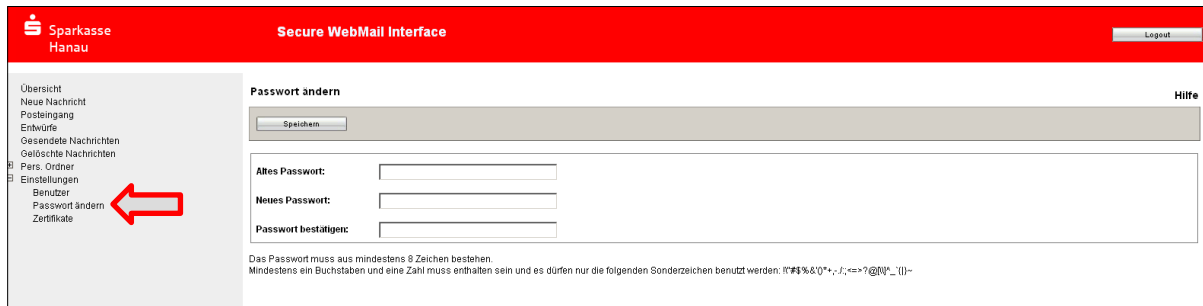 Sparkasse
Hanau
Secure WebMail Interface
Logout
Übersicht
Neue Nachricht
Posteingang
Entwürfe
Gesendete Nachrichten
Gelöschte Nachrichten
Pers. Ordner
Einstellungen
Benutzer
Passwort ändern
Zertifikate
Passwort ändern
Hilfe
Speichern
Altes Passwort:
Neues Passwort:
Passwort bestätigen:
Das Passwort muss aus mindestens 8 Zeichen bestehen.
Mindestens ein Buchstaben und eine Zahl muss enthalten sein und es dürfen nur die folgenden Sonderzeichen benutzt werden: